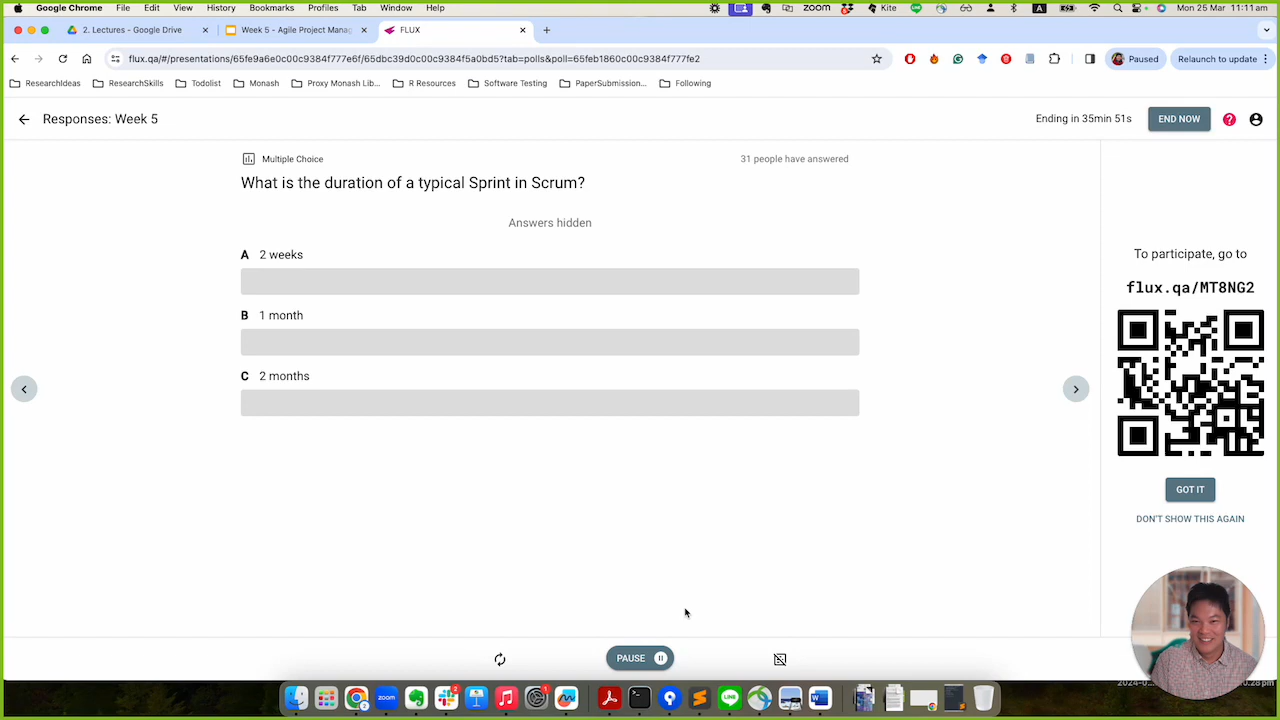 Google Chrome File Edit View History Bookmarks Profiles Tab Window Help zoom Kite A Mon 25 Mar 11:11 am
2. Lectures - Google Drive Week 5 - Agile Project Manag FLUX
flux.qa/#/presentations/65fe9a6e0c00c9384f777e6f/65dbc39d0c00c9384f5a0bd5?tab=polls&poll=65feb1860c00c9384f777fe2 Paused Relaunch to update
ResearchIdeas ResearchSkills Todolist Monash Proxy Monash Lib... R Resources Software Testing PaperSubmission... Following
Responses: Week 5 Ending in 35min 51s END NOW
Multiple Choice 31 people have answered
What is the duration of a typical Sprint in Scrum?
Answers hidden
A 2 weeks
B 1 month
C 2 months
To participate, go to
flux.qa/MT8NG2
GOT IT
DON'T SHOW THIS AGAIN
PAUSE
zoom LINE